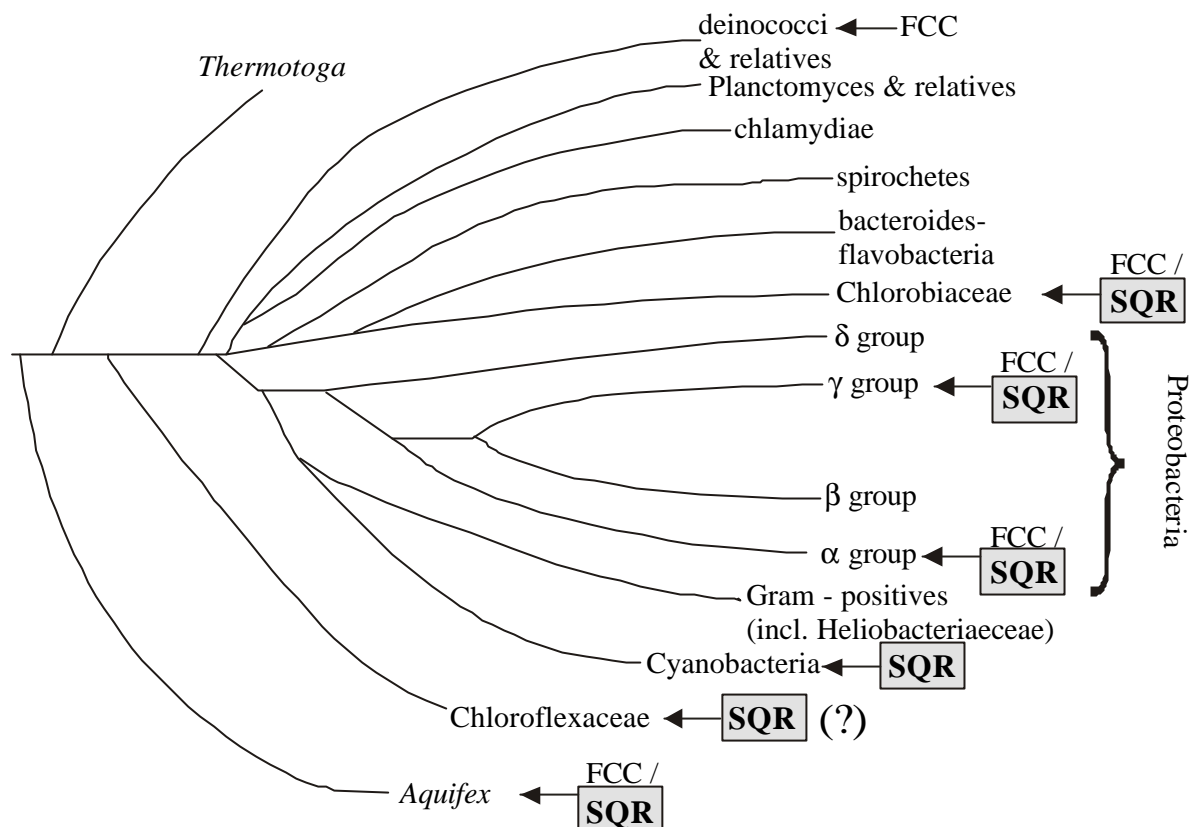 deinococci
& relatives
FCC
Thermotoga
Planctomyces & relatives
chlamydiae
spirochetes
bacteroides-
flavobacteria
Chlorobiaceae
FCC /
SQR
δ group
γ group
FCC /
SQR
β group
α group
FCC /
SQR
Proteobacteria
Gram - positives
(incl. Heliobacteriaeceae)
Cyanobacteria
SQR
Chloroflexaceae
SQR (?)
Aquifex
FCC /
SQR